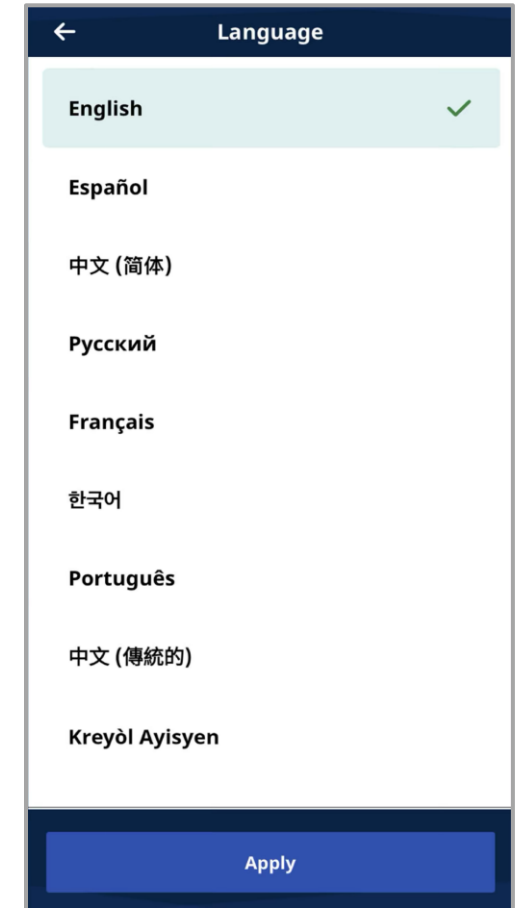 Language
English
Español
中文 (简体)
Русский
Français
한국어
Português
中文 (傳統的)
Kreyòl Ayisyen
Apply